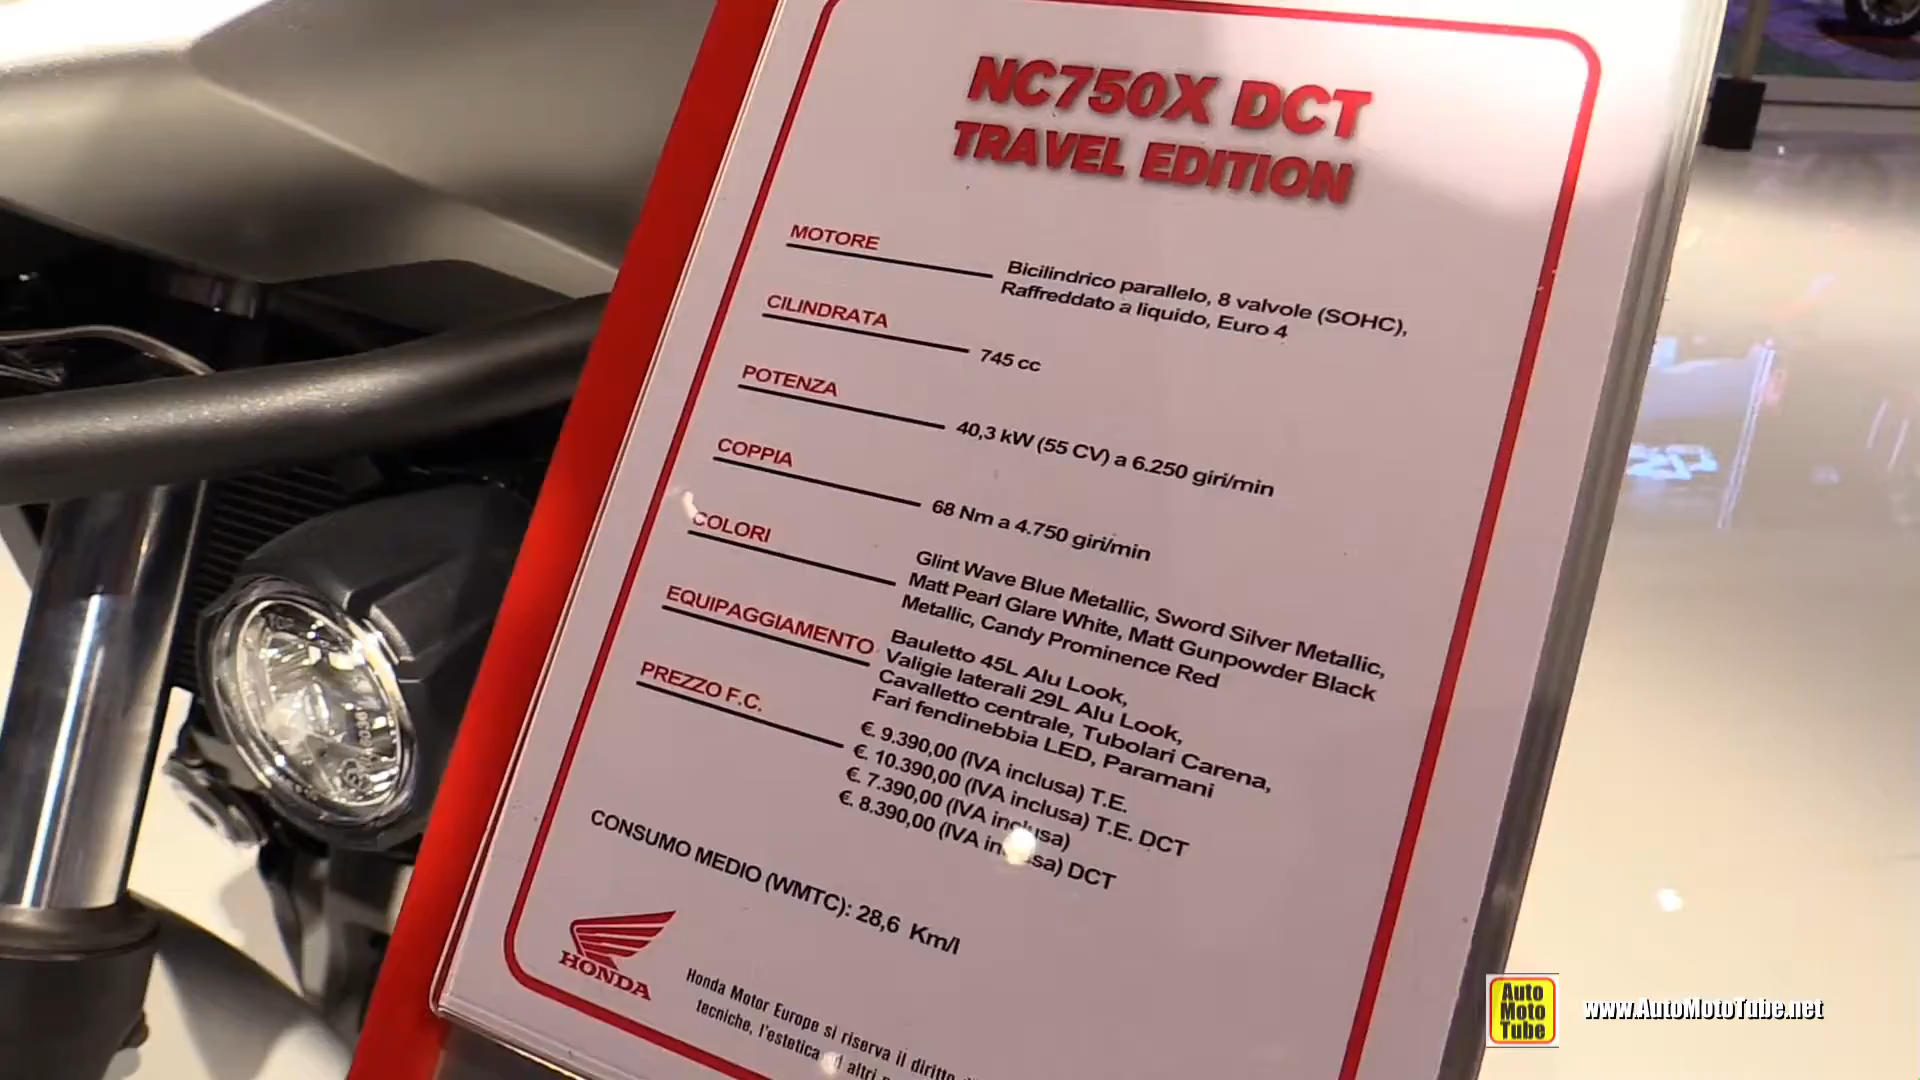 NC750X DCT
TRAVEL EDITION
MOTORE
Bicilindrico parallelo, 8 valvole (SOHC),
Raffreddato a liquido, Euro 4
CILINDRATA
745 cc
POTENZA
40,3 kW (55 CV) a 6.250 giri/min
COPPIA
68 Nm a 4.750 giri/min
COLORI
Glint Wave Blue Metallic, Sword Silver Metallic,
Matt Pearl Glare White, Matt Gunpowder Black
Metallic, Candy Prominence Red
EQUIPAGGIAMENTO
Bauletto 45L Alu Look,
Valigie laterali 29L Alu Look,
Cavalletto centrale, Tubolari Carena,
Fari fendinebbia LED, Paramani
PREZZO F.C.
€. 9.390,00 (IVA inclusa) T.E.
€. 10.390,00 (IVA inclusa) T.E. DCT
€. 7.390,00 (IVA inclusa)
€. 8.390,00 (IVA inclusa) DCT
CONSUMO MEDIO (WMTC): 28,6 Km/l
HONDA
Honda Motor Europe si riserva il diritto
tecniche, l'estetica ed altri
Auto
Moto
Tube
www.AutoMotoTube.net